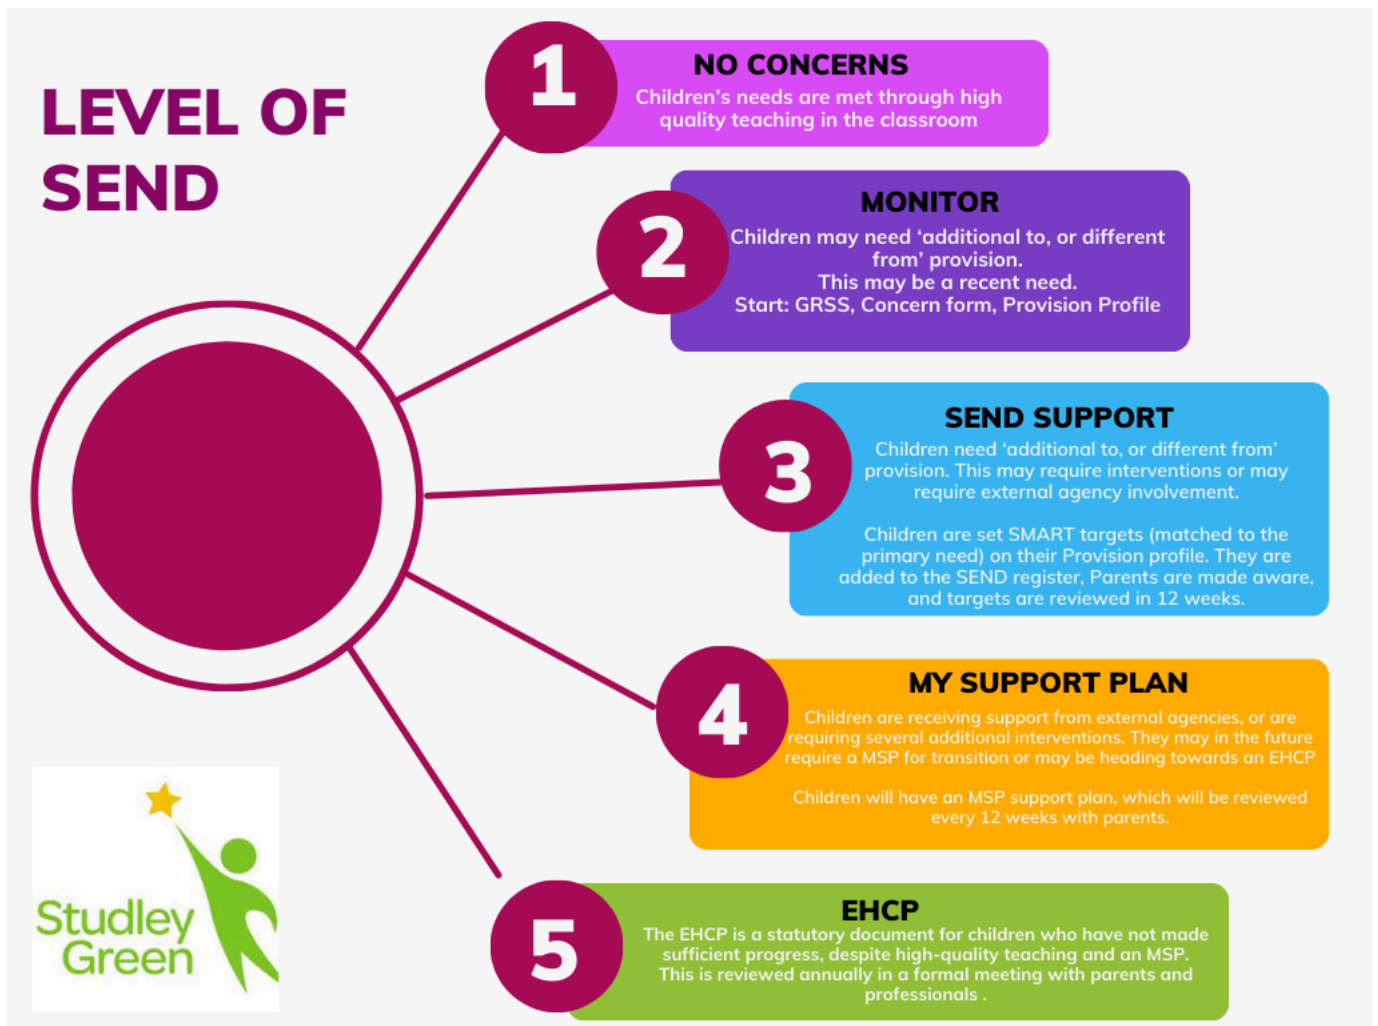 LEVEL OF
SEND
1
NO CONCERNS
Children's needs are met through high
quality teaching in the classroom
2
MONITOR
Children may need ‘additional to, or different
from’ provision.
This may be a recent need.
Start: GRSS, Concern form, Provision Profile
3
SEND SUPPORT
Children need ‘additional to, or different from’
provision. This may require interventions or may
require external agency involvement.
Children are set SMART targets (matched to the
primary need) on their Provision profile. They are
added to the SEND register, Parents are made aware,
and targets are reviewed in 12 weeks.
4
MY SUPPORT PLAN
Children are receiving support from external agencies, or are
requiring several additional interventions. They may in the future
require a MSP for transition or may be heading towards an EHCP
Children will have an MSP support plan, which will be reviewed
every 12 weeks with parents.
5
EHCP
The EHCP is a statutory document for children who have not made
sufficient progress, despite high-quality teaching and an MSP.
This is reviewed annually in a formal meeting with parents and
professionals .
Studley
Green